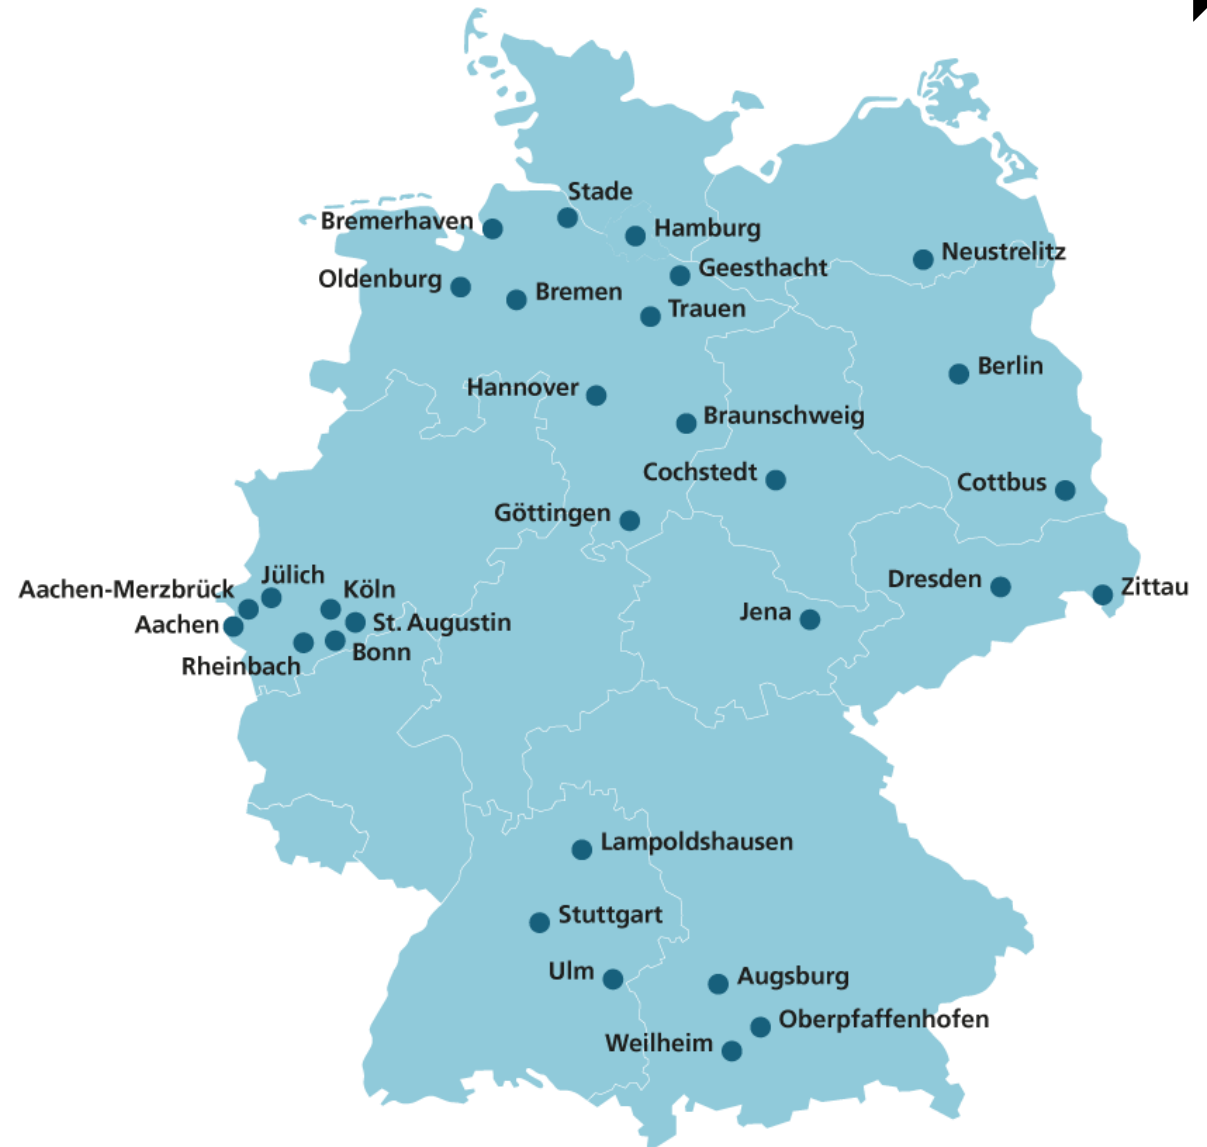 Stade
Bremerhaven
Hamburg
Neustrelitz
Geesthacht
Oldenburg
Bremen
Trauen
Berlin
Hannover
Braunschweig
Cochstedt
Cottbus
Göttingen
Jülich
Dresden
Zittau
Aachen-Merzbrück
Köln
Jena
St. Augustin
Aachen
Bonn
Rheinbach
Lampoldshausen
Stuttgart
Ulm
Augsburg
Oberpfaffenhofen
Weilheim